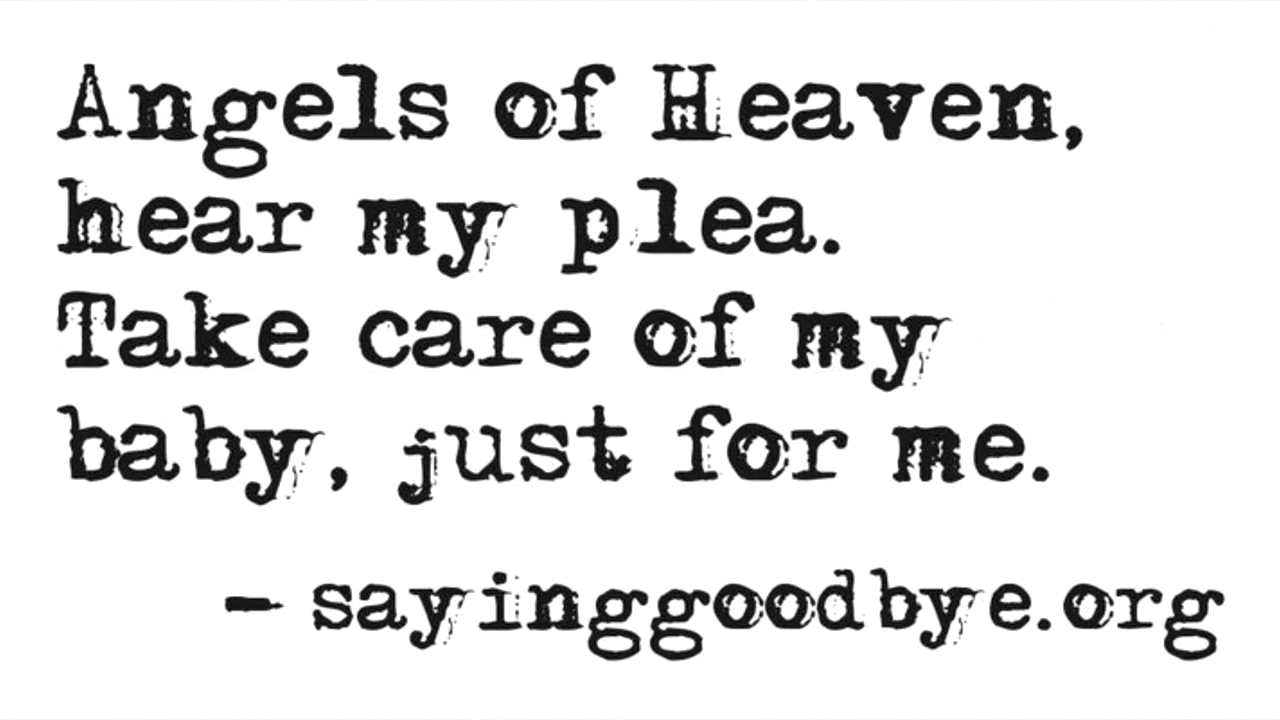 Angels of Heaven,
hear my plea.
Take care of my
baby, just for me.
- sayinggoodbye.org